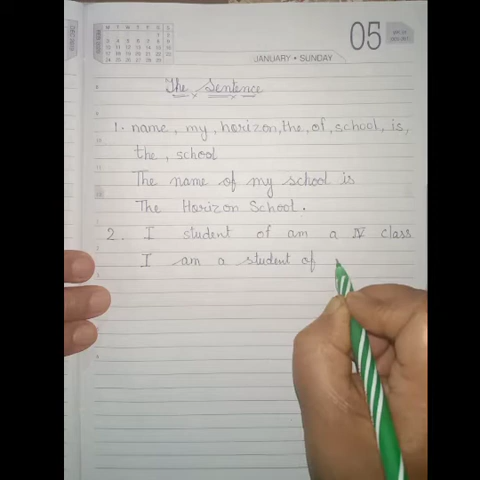 05
JANUARY • SUNDAY
The Sentence
1. name, my, horizon, the, of, school, is,
the, school
The name of my school is
The Horizon School.
2. I student of am a IV class
I am a student of